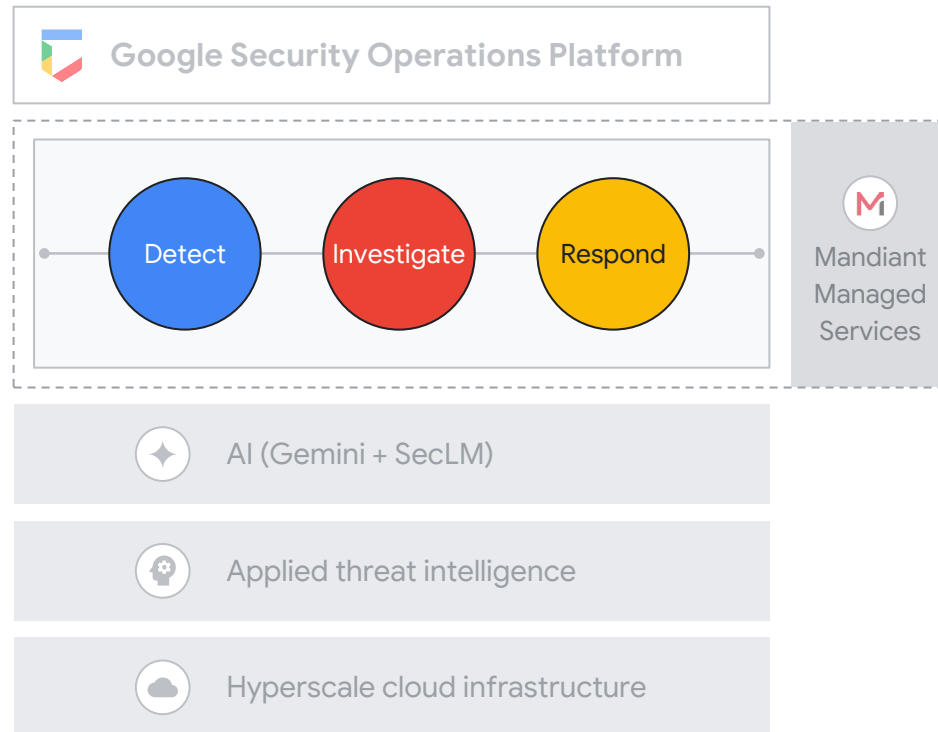 Google Security Operations Platform
Detect
Investigate
Respond
Mandiant
Managed
Services
AI (Gemini + SecLM)
Applied threat intelligence
Hyperscale cloud infrastructure